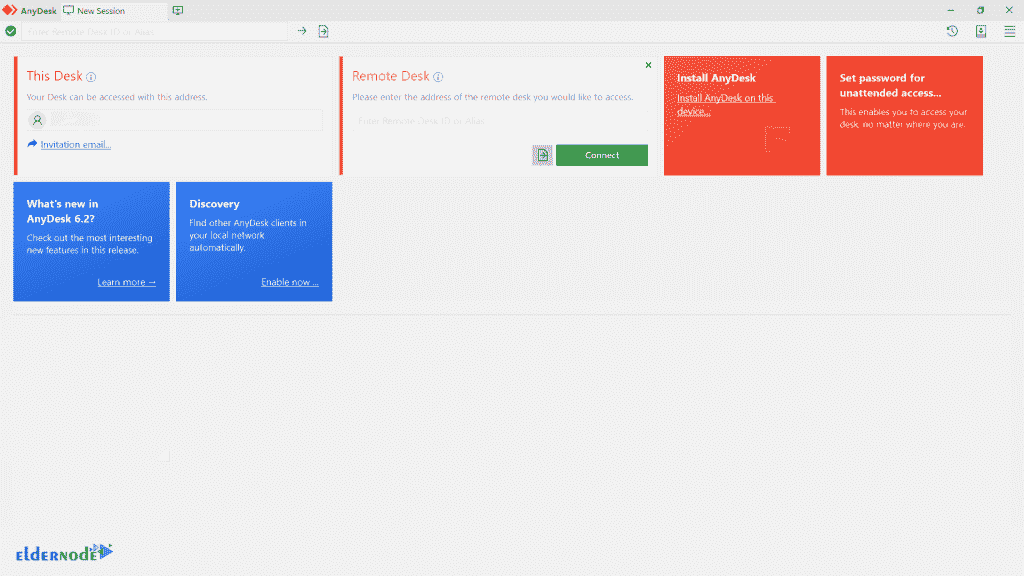 AnyDesk
New Session
Enter Remote Desk ID or Alias
This Desk
Your Desk can be accessed with this address.
Invitation email...
Remote Desk
Please enter the address of the remote desk you would like to access.
Enter Remote Desk ID or Alias
Connect
Install AnyDesk
Install AnyDesk on this
device...
Set password for
unattended access...
This enables you to access your
desk, no matter where you are.
What's new in
AnyDesk 6.2?
Check out the most interesting
new features in this release.
Learn more →
Discovery
Find other AnyDesk clients in
your local network
automatically.
Enable now ...
ELDERNODE